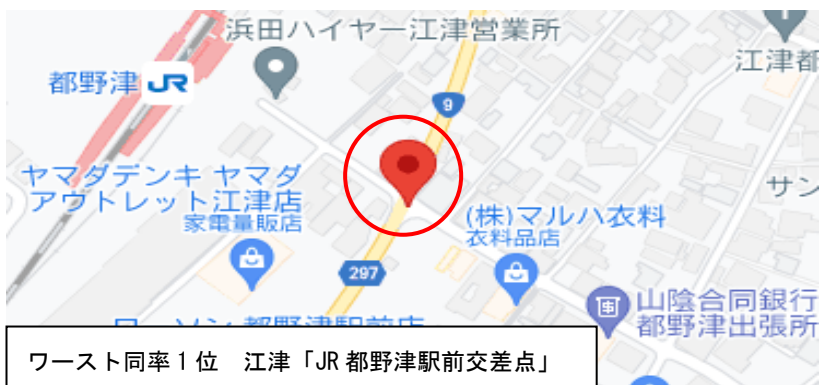 浜田ハイヤー江津営業所
江津都
都野津 JR
9
ヤマダデンキ ヤマダ
アウトレット江津店
家電量販店
サン
(株)マルハ衣料
衣料品店
297
山陰合同銀行
都野津出張所
ワースト同率1位 江津「JR都野津駅前交差点」